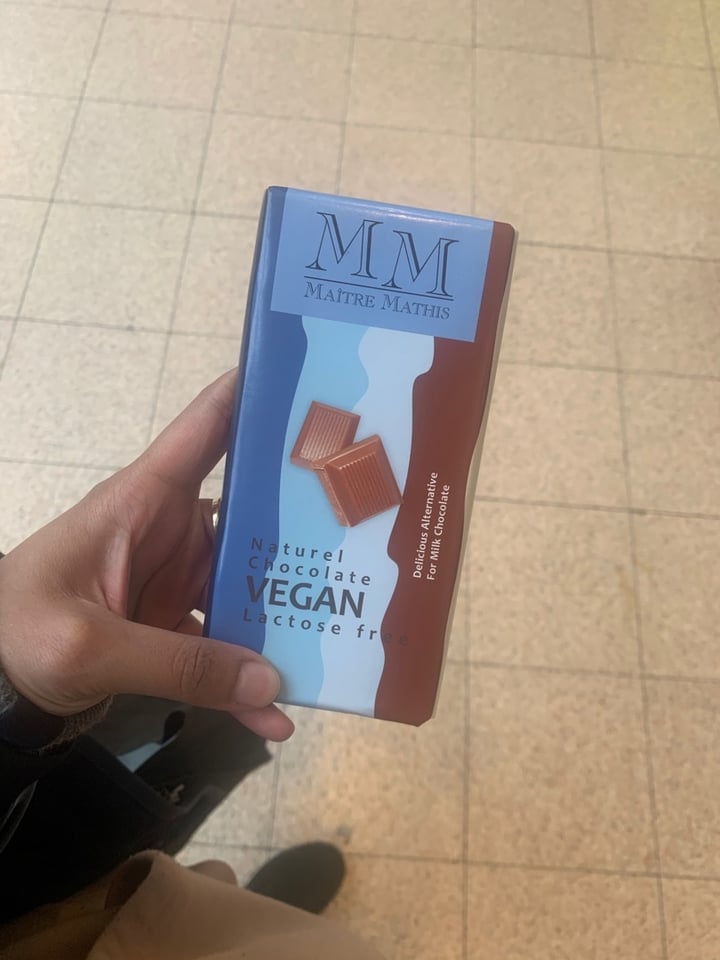 MM
MAÎTRE MATHIS
Delicious Alternative
For Milk Chocolate
Naturel
Chocolate
VEGAN
Lactose free